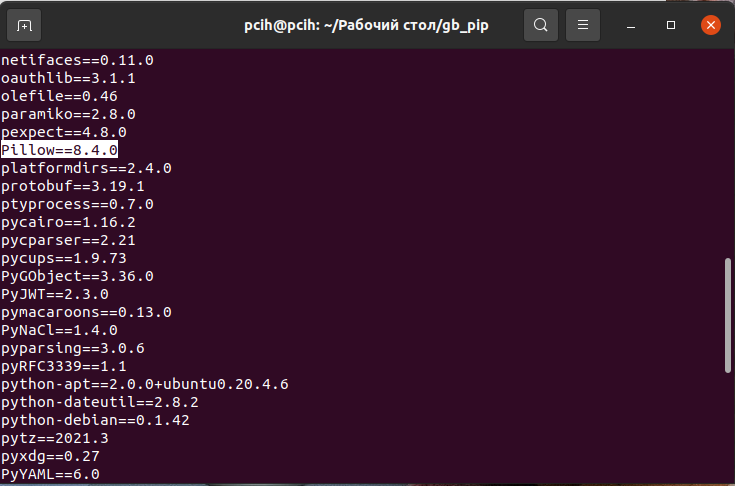 pcih@pcih: ~/Рабочий стол/gb_pip
netifaces==0.11.0
oauthlib==3.1.1
olefile==0.46
paramiko==2.8.0
pexpect==4.8.0
Pillow==8.4.0
platformdirs==2.4.0
protobuf==3.19.1
ptyprocess==0.7.0
pycairo==1.16.2
pycparser==2.21
pycups==1.9.73
PyGObject==3.36.0
PyJWT==2.3.0
pymacaroons==0.13.0
PyNaCl==1.4.0
pyparsing==3.0.6
pyRFC3339==1.1
python-apt==2.0.0+ubuntu0.20.4.6
python-dateutil==2.8.2
python-debian==0.1.42
pytz==2021.3
pyxdg==0.27
PyYAML==6.0